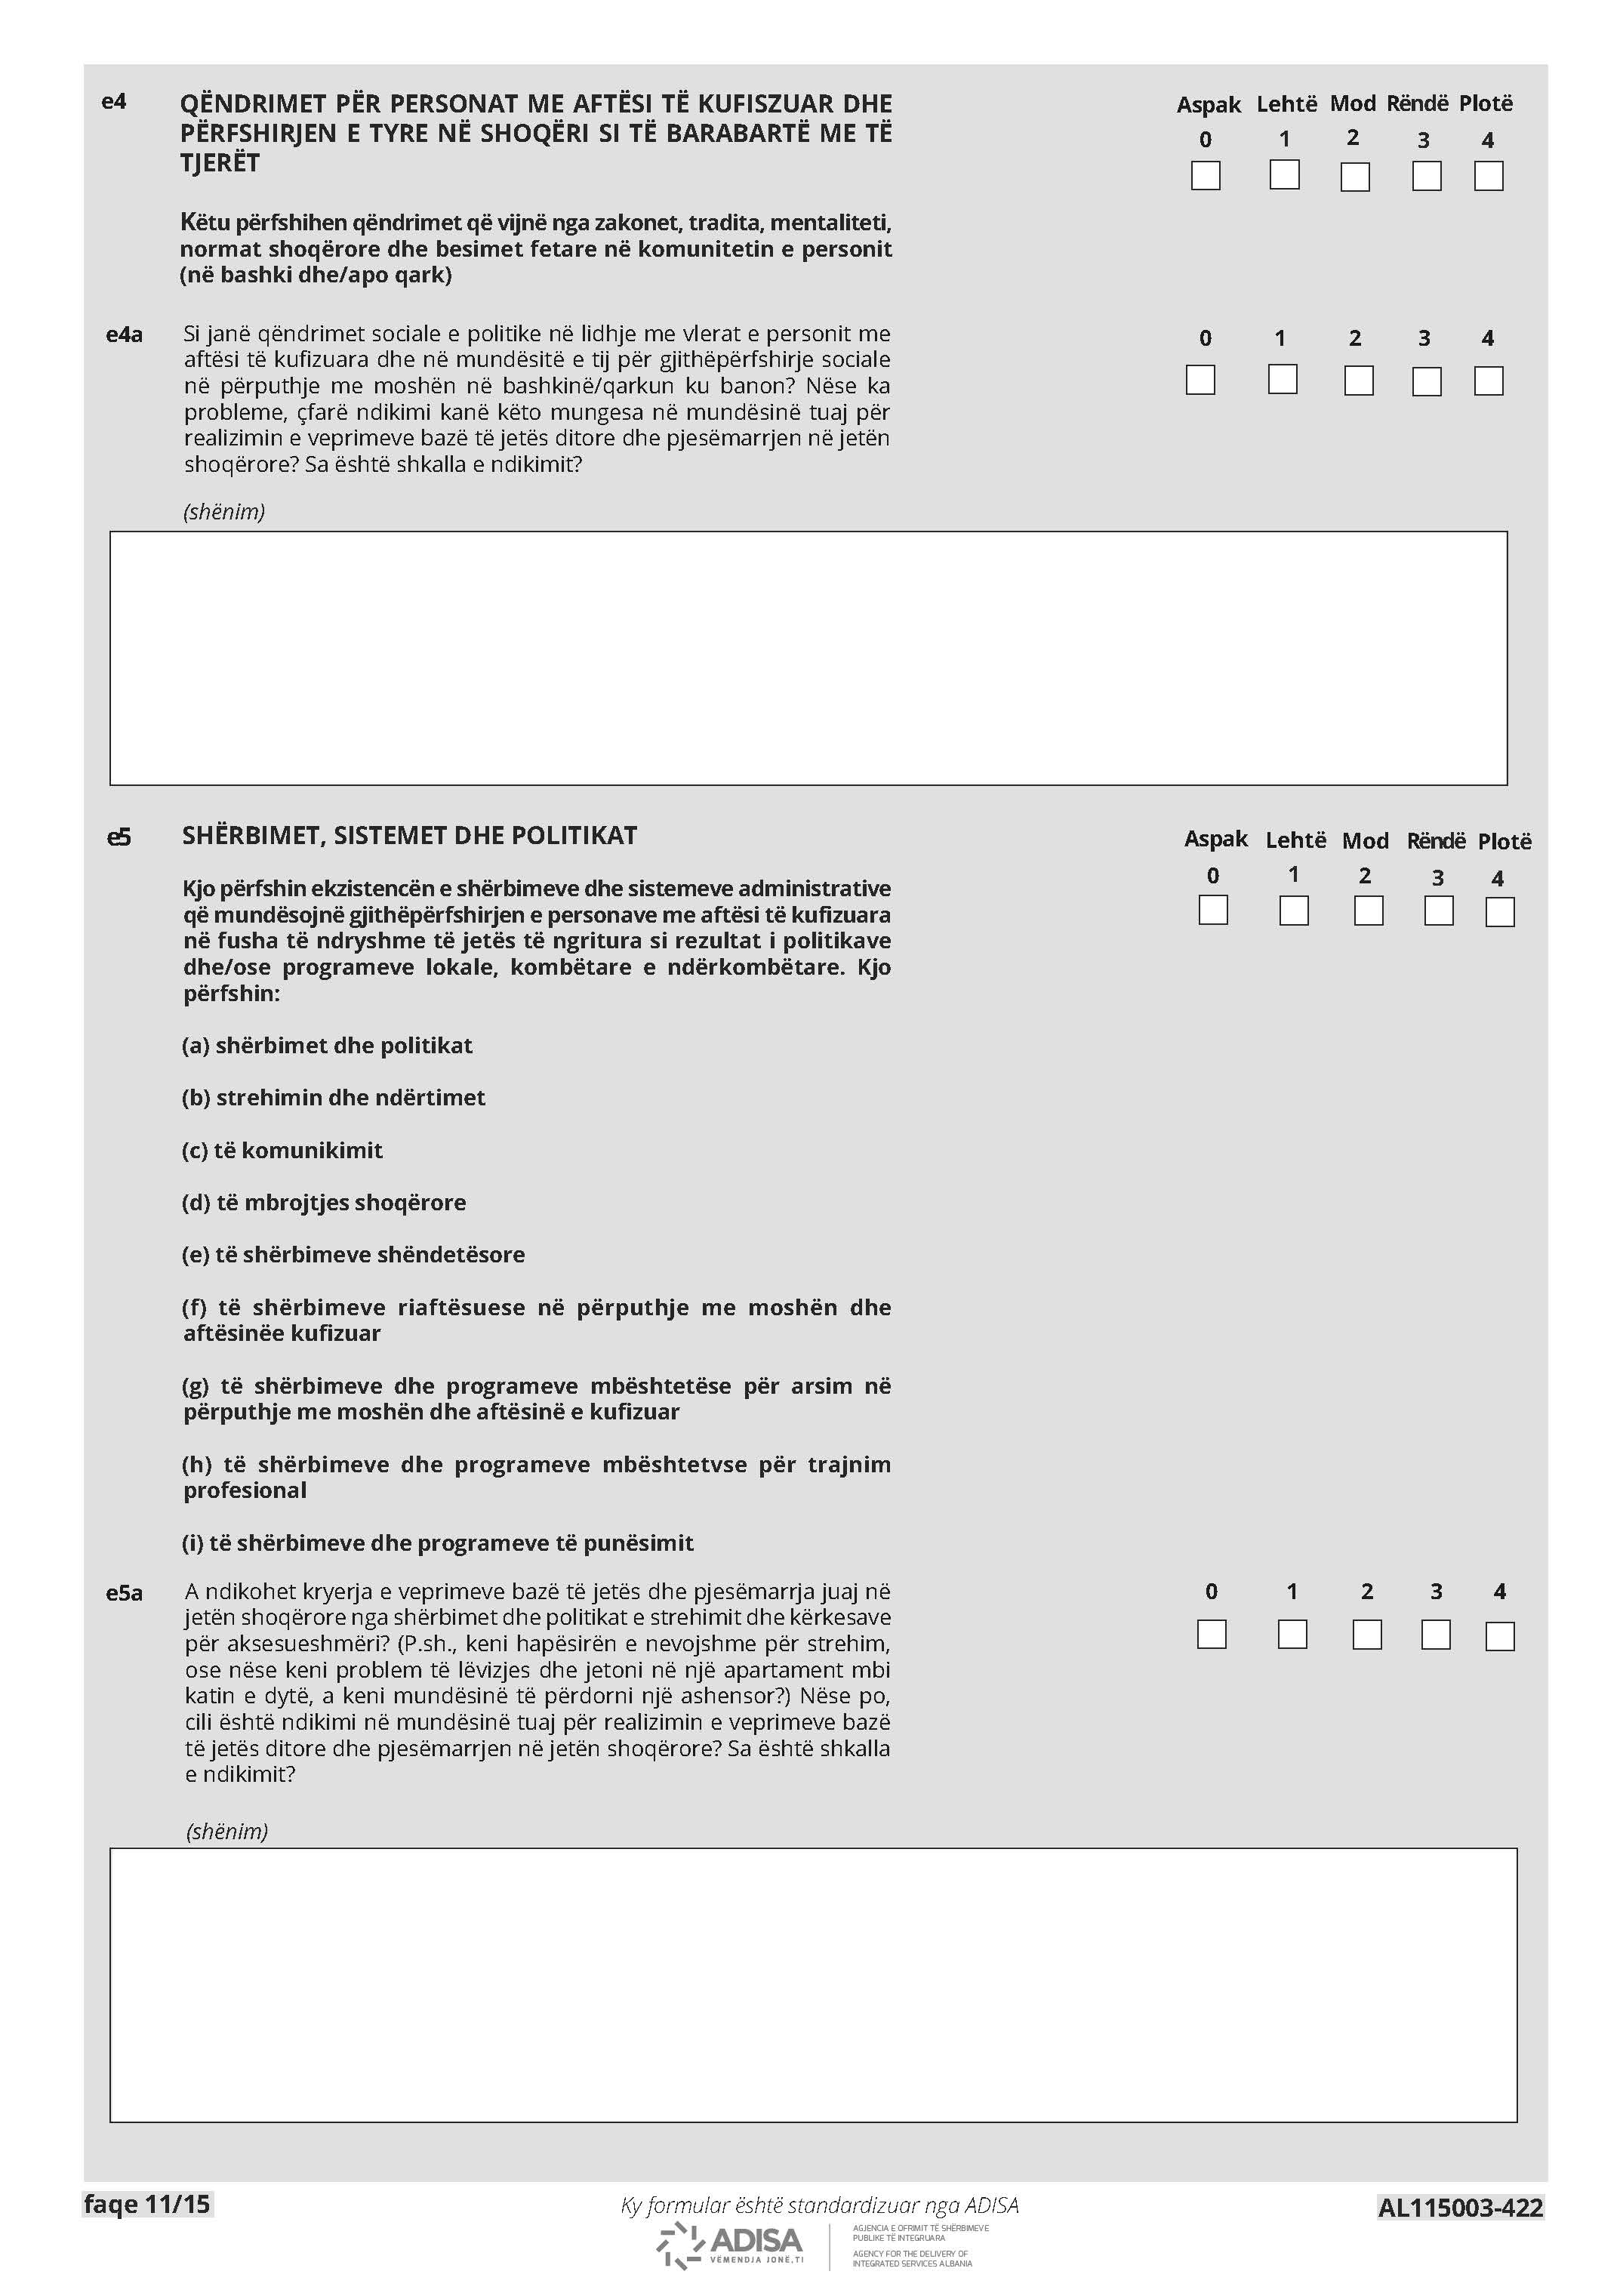 e4 QËNDRIMET PËR PERSONAT ME AFTËSI TË KUFISZUAR DHE
PËRFSHIRJEN E TYRE NË SHOQËRI SI TË BARABARTË ME TË
TJERËT
Aspak Lehtë Mod Rëndë Plotë
0 1 2 3 4
Këtu përfshihen qëndrimet që vijnë nga zakonet, tradita, mentaliteti,
normat shoqërore dhe besimet fetare në komunitetin e personit
(në bashki dhe/apo qark)
e4a Si janë qëndrimet sociale e politike në lidhje me vlerat e personit me
aftësi të kufizuara dhe në mundësitë e tij për gjithëpërfshirje sociale
në përputhje me moshën në bashkinë/qarkun ku banon? Nëse ka
probleme, çfarë ndikimi kanë këto mungesa në mundësinë tuaj për
realizimin e veprimeve bazë të jetës ditore dhe pjesëmarrjen në jetën
shoqërore? Sa është shkalla e ndikimit?
0 1 2 3 4
(shënim)
e5 SHËRBIMET, SISTEMET DHE POLITIKAT
Aspak Lehtë Mod Rëndë Plotë
0 1 2 3 4
Kjo përfshin ekzistencën e shërbimeve dhe sistemeve administrative
që mundësojnë gjithëpërfshirjen e personave me aftësi të kufizuara
në fusha të ndryshme të jetës të ngritura si rezultat i politikave
dhe/ose programeve lokale, kombëtare e ndërkombëtare. Kjo
përfshin:
(a) shërbimet dhe politikat
(b) strehimin dhe ndërtimet
(c) të komunikimit
(d) të mbrojtjes shoqërore
(e) të shërbimeve shëndetësore
(f) të shërbimeve riaftësuese në përputhje me moshën dhe
aftësinëe kufizuar
(g) të shërbimeve dhe programeve mbështetëse për arsim në
përputhje me moshën dhe aftësinë e kufizuar
(h) të shërbimeve dhe programeve mbështetvse për trajnim
profesional
(i) të shërbimeve dhe programeve të punësimit
e5a A ndikohet kryerja e veprimeve bazë të jetës dhe pjesëmarrja juaj në
jetën shoqërore nga shërbimet dhe politikat e strehimit dhe kërkesave
për aksesueshmëri? (P.sh., keni hapësirën e nevojshme për strehim,
ose nëse keni problem të lëvizjes dhe jetoni në një apartament mbi
katin e dytë, a keni mundësinë të përdorni një ashensor?) Nëse po,
cili është ndikimi në mundësinë tuaj për realizimin e veprimeve bazë
të jetës ditore dhe pjesëmarrjen në jetën shoqërore? Sa është shkalla
e ndikimit?
0 1 2 3 4
(shënim)
faqe 11/15
Ky formular është standardizuar nga ADISA
AL115003-422
ADISA
VËMENDJA JONË, TI
AGJENCIA E OFRIMIT TË SHËRBIMEVE
PUBLIKE TË INTEGRUARA
AGENCY FOR THE DELIVERY OF
INTEGRATED SERVICES ALBANIA